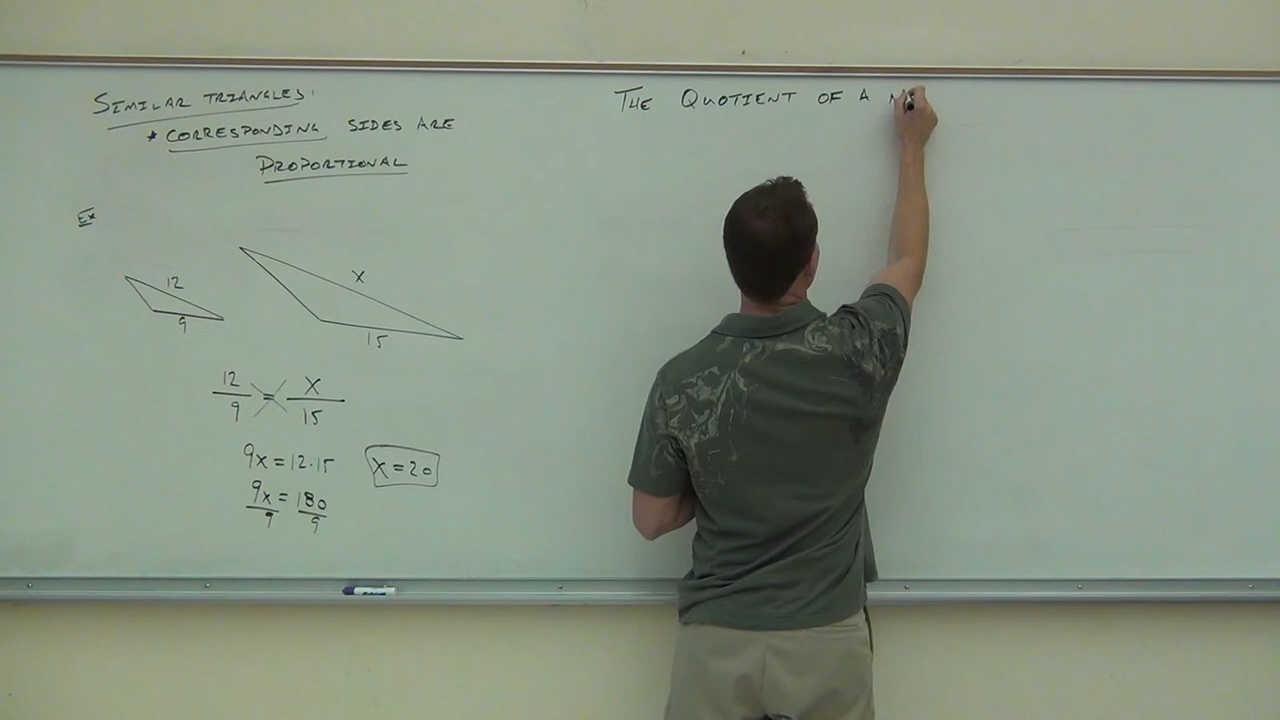 SIMILAR TRIANGLES:
* CORRESPONDING SIDES ARE
PROPORTIONAL
Ex
12
9
x
15
12/9 = x/15
9x = 12·15
9x/9 = 180/9
x = 20
THE QUOTIENT OF A